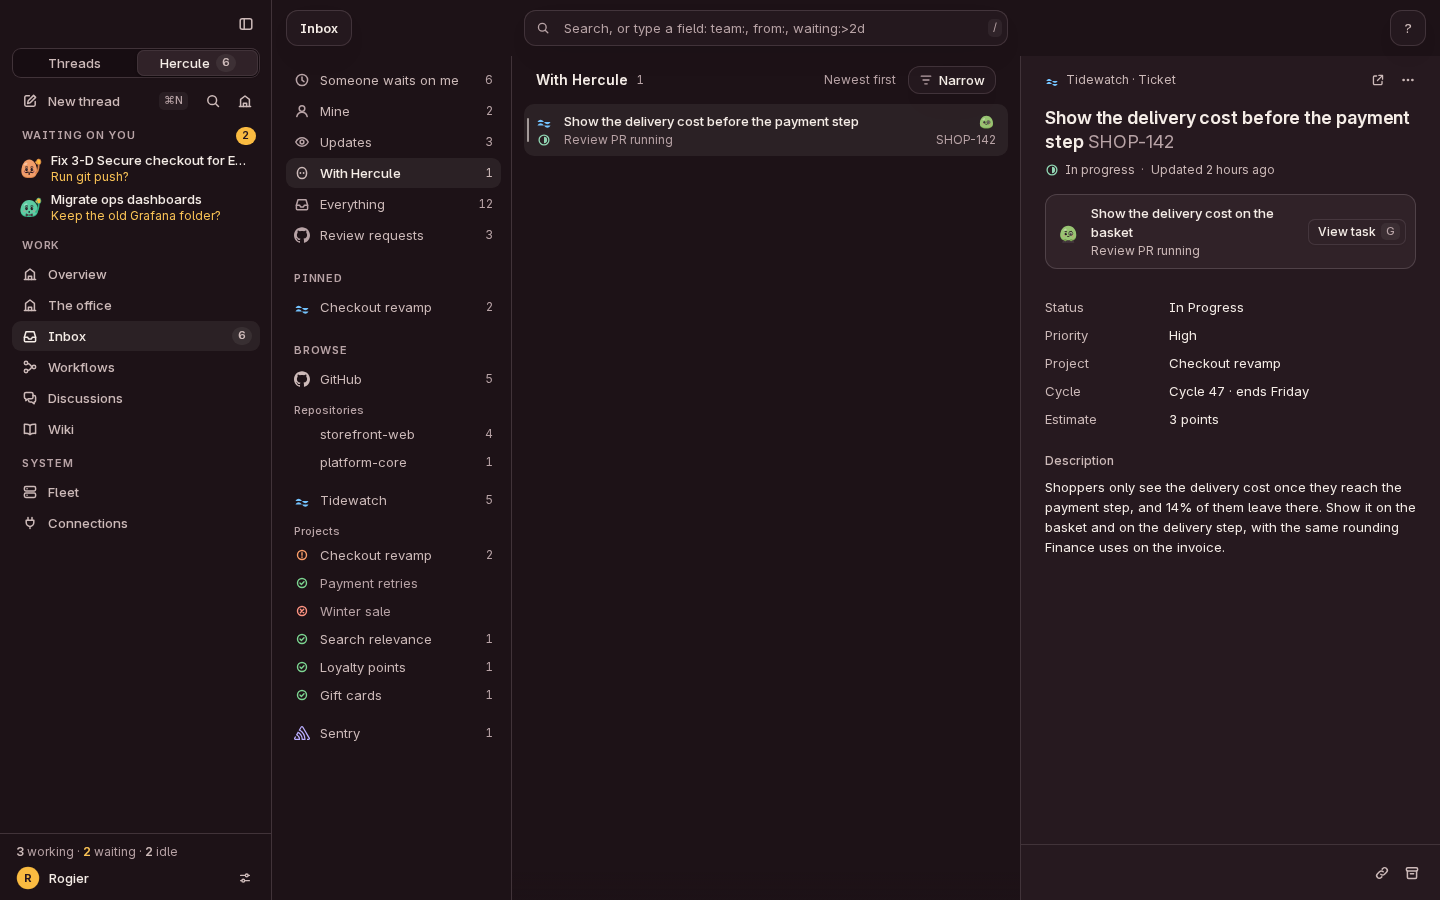 Threads
Hercule 6
New thread ⌘N
WAITING ON YOU 2
Fix 3-D Secure checkout for E…
Run git push?
Migrate ops dashboards
Keep the old Grafana folder?
WORK
Overview
The office
Inbox 6
Workflows
Discussions
Wiki
SYSTEM
Fleet
Connections
3 working · 2 waiting · 2 idle
R Rogier
Inbox
Someone waits on me 6
Mine 2
Updates 3
With Hercule 1
Everything 12
Review requests 3
PINNED
Checkout revamp 2
BROWSE
GitHub 5
Repositories
storefront-web 4
platform-core 1
Tidewatch 5
Projects
Checkout revamp 2
Payment retries
Winter sale
Search relevance 1
Loyalty points 1
Gift cards 1
Sentry 1
Search, or type a field: team:, from:, waiting:>2d /
?
With Hercule 1
Newest first
Narrow
Show the delivery cost before the payment step
Review PR running
SHOP-142
Tidewatch · Ticket
Show the delivery cost before the payment
step SHOP-142
In progress · Updated 2 hours ago
Show the delivery cost on the
basket
Review PR running
View task G
Status In Progress
Priority High
Project Checkout revamp
Cycle Cycle 47 · ends Friday
Estimate 3 points
Description
Shoppers only see the delivery cost once they reach the
payment step, and 14% of them leave there. Show it on the
basket and on the delivery step, with the same rounding
Finance uses on the invoice.